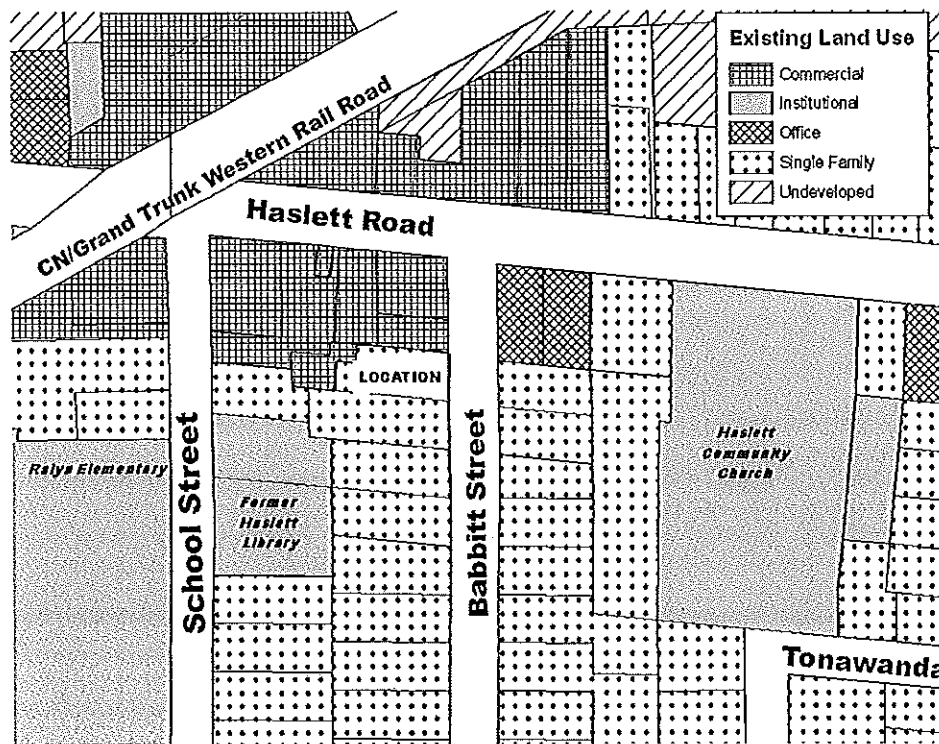 Existing Land Use
Commercial
Institutional
Office
Single Family
Undeveloped
CN/Grand Trunk Western Rail Road
Haslett Road
LOCATION
School Street
Babbitt Street
Ralya Elementary
Former
Haslett
Library
Haslett
Community
Church
Tonawanda